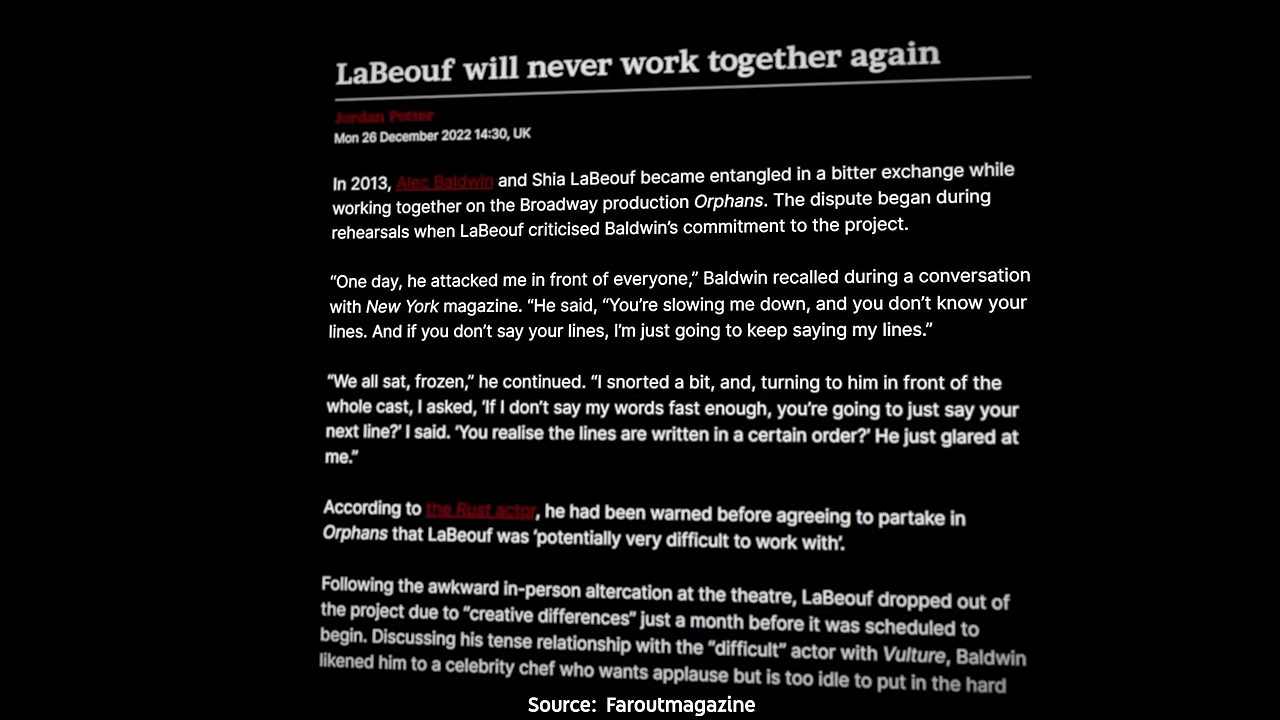 LaBeouf will never work together again
Jordan Potter
Mon 26 December 2022 14:30, UK
In 2013, Alec Baldwin and Shia LaBeouf became entangled in a bitter exchange while
working together on the Broadway production Orphans. The dispute began during
rehearsals when LaBeouf criticised Baldwin’s commitment to the project.
“One day, he attacked me in front of everyone,” Baldwin recalled during a conversation
with New York magazine. “He said, “You’re slowing me down, and you don’t know your
lines. And if you don’t say your lines, I’m just going to keep saying my lines.”
“We all sat, frozen,” he continued. “I snorted a bit, and, turning to him in front of the
whole cast, I asked, ‘If I don’t say my words fast enough, you’re going to just say your
next line?’ I said. ‘You realise the lines are written in a certain order?’ He just glared at
me.”
According to the Rust actor, he had been warned before agreeing to partake in
Orphans that LaBeouf was ‘potentially very difficult to work with’.
Following the awkward in-person altercation at the theatre, LaBeouf dropped out of
the project due to “creative differences” just a month before it was scheduled to
begin. Discussing his tense relationship with the “difficult” actor with Vulture, Baldwin
likened him to a celebrity chef who wants applause but is too idle to put in the hard
Source: Faroutmagazine